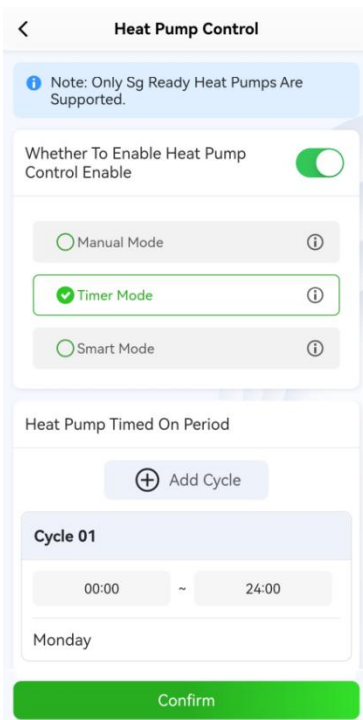 Heat Pump Control
Note: Only Sg Ready Heat Pumps Are
Supported.
Whether To Enable Heat Pump
Control Enable
Manual Mode
Timer Mode
Smart Mode
Heat Pump Timed On Period
Add Cycle
Cycle 01
00:00 ~ 24:00
Monday
Confirm